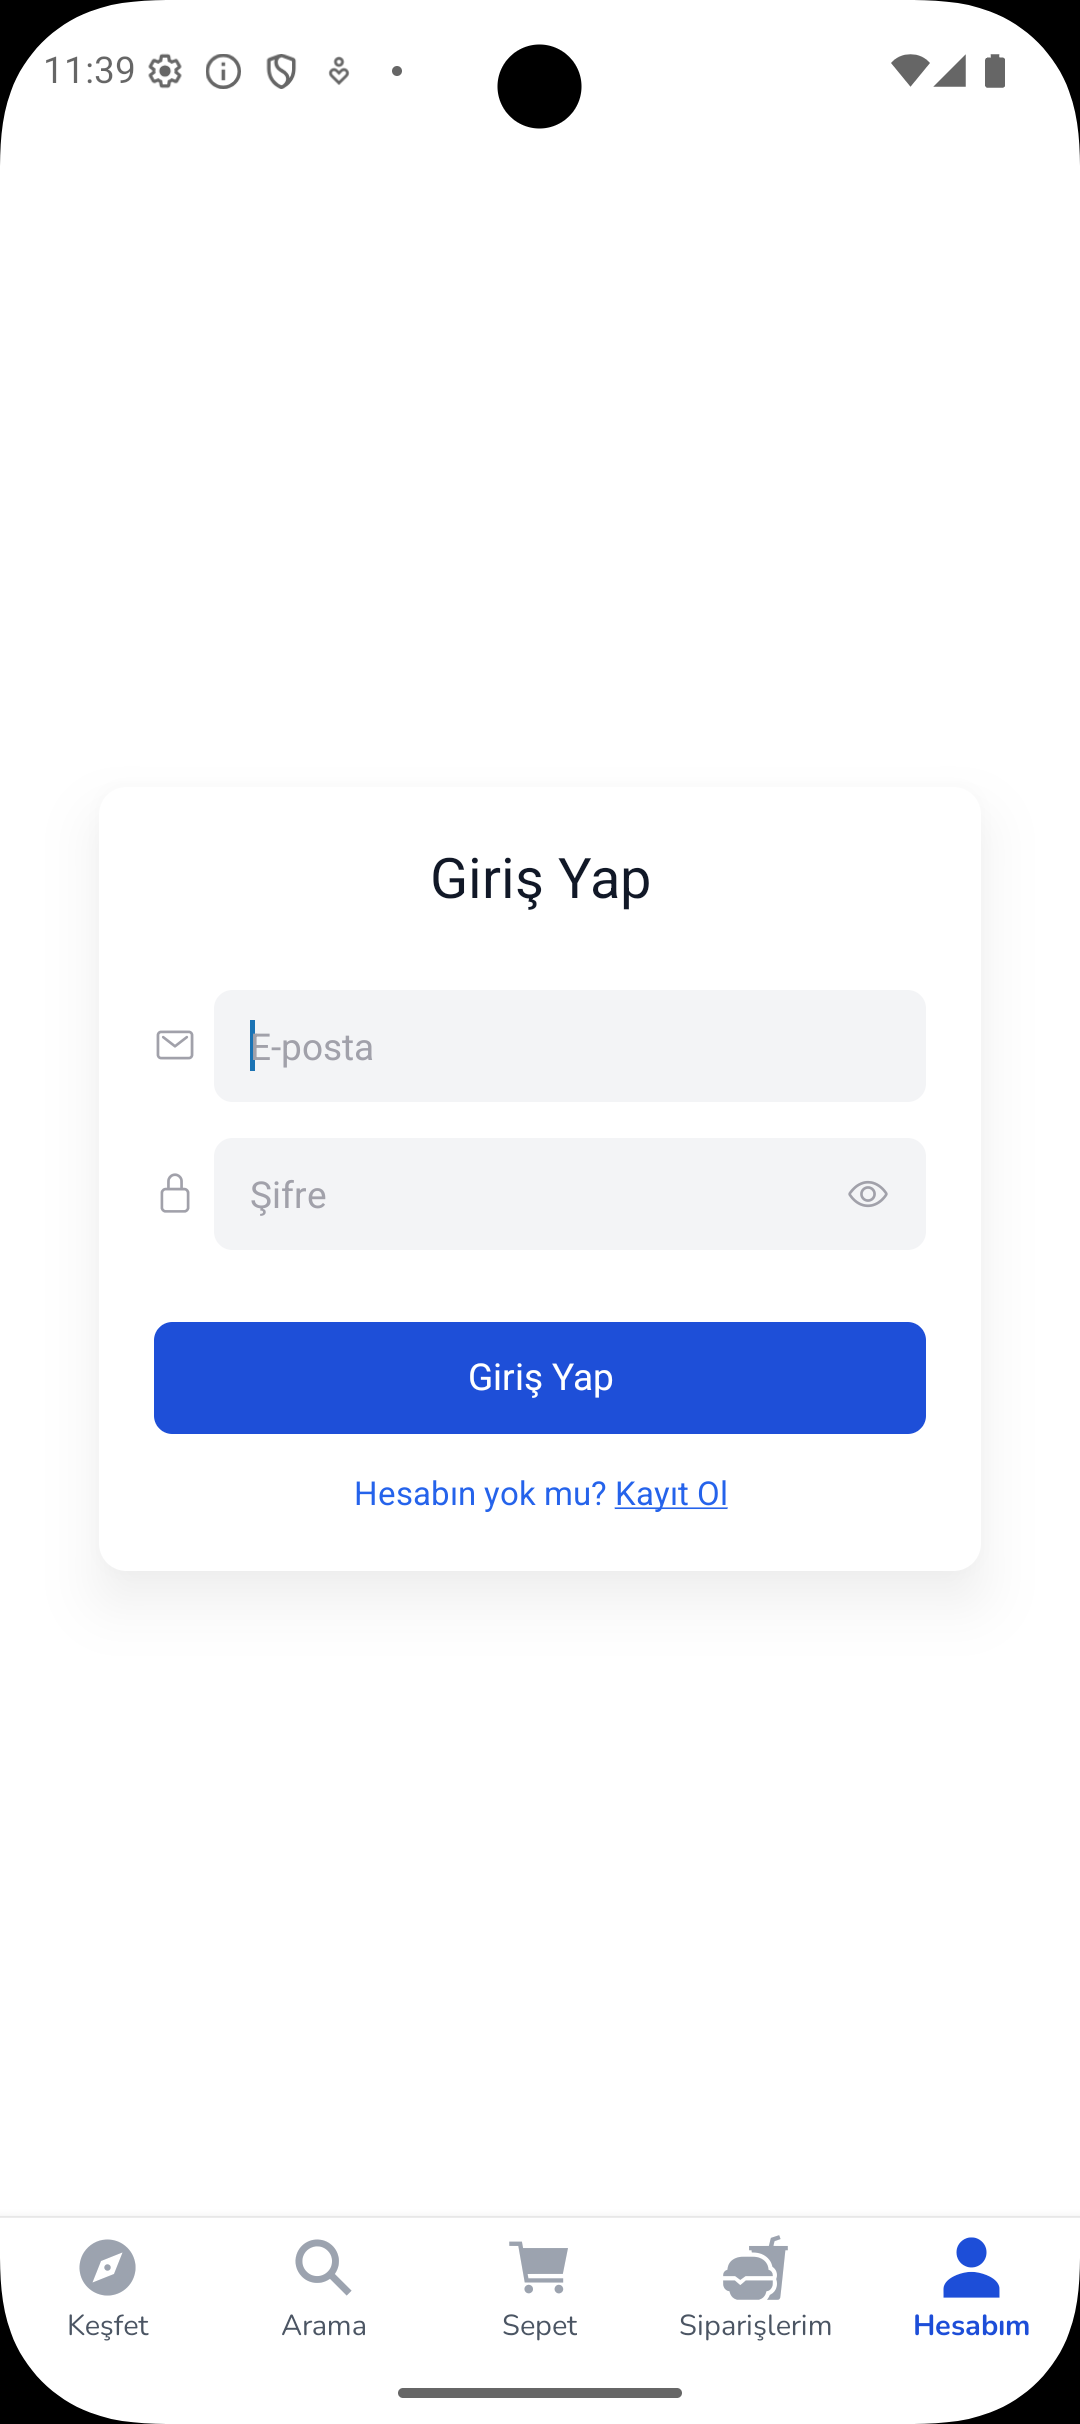 11:39
Giriş Yap
E-posta
Şifre
Giriş Yap
Hesabın yok mu? Kayıt Ol
Keşfet
Arama
Sepet
Siparişlerim
Hesabım